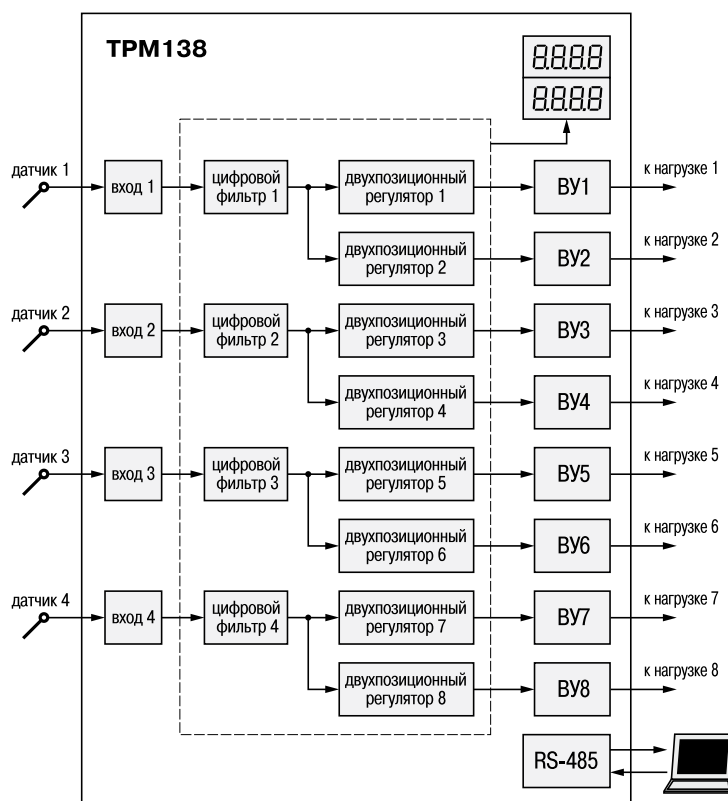 ТРМ138
8.8.8.8
8.8.8.8
датчик 1
вход 1
цифровой
фильтр 1
двухпозиционный
регулятор 1
ВУ1
к нагрузке 1
двухпозиционный
регулятор 2
ВУ2
к нагрузке 2
датчик 2
вход 2
цифровой
фильтр 2
двухпозиционный
регулятор 3
ВУ3
к нагрузке 3
двухпозиционный
регулятор 4
ВУ4
к нагрузке 4
датчик 3
вход 3
цифровой
фильтр 3
двухпозиционный
регулятор 5
ВУ5
к нагрузке 5
двухпозиционный
регулятор 6
ВУ6
к нагрузке 6
датчик 4
вход 4
цифровой
фильтр 4
двухпозиционный
регулятор 7
ВУ7
к нагрузке 7
двухпозиционный
регулятор 8
ВУ8
к нагрузке 8
RS-485